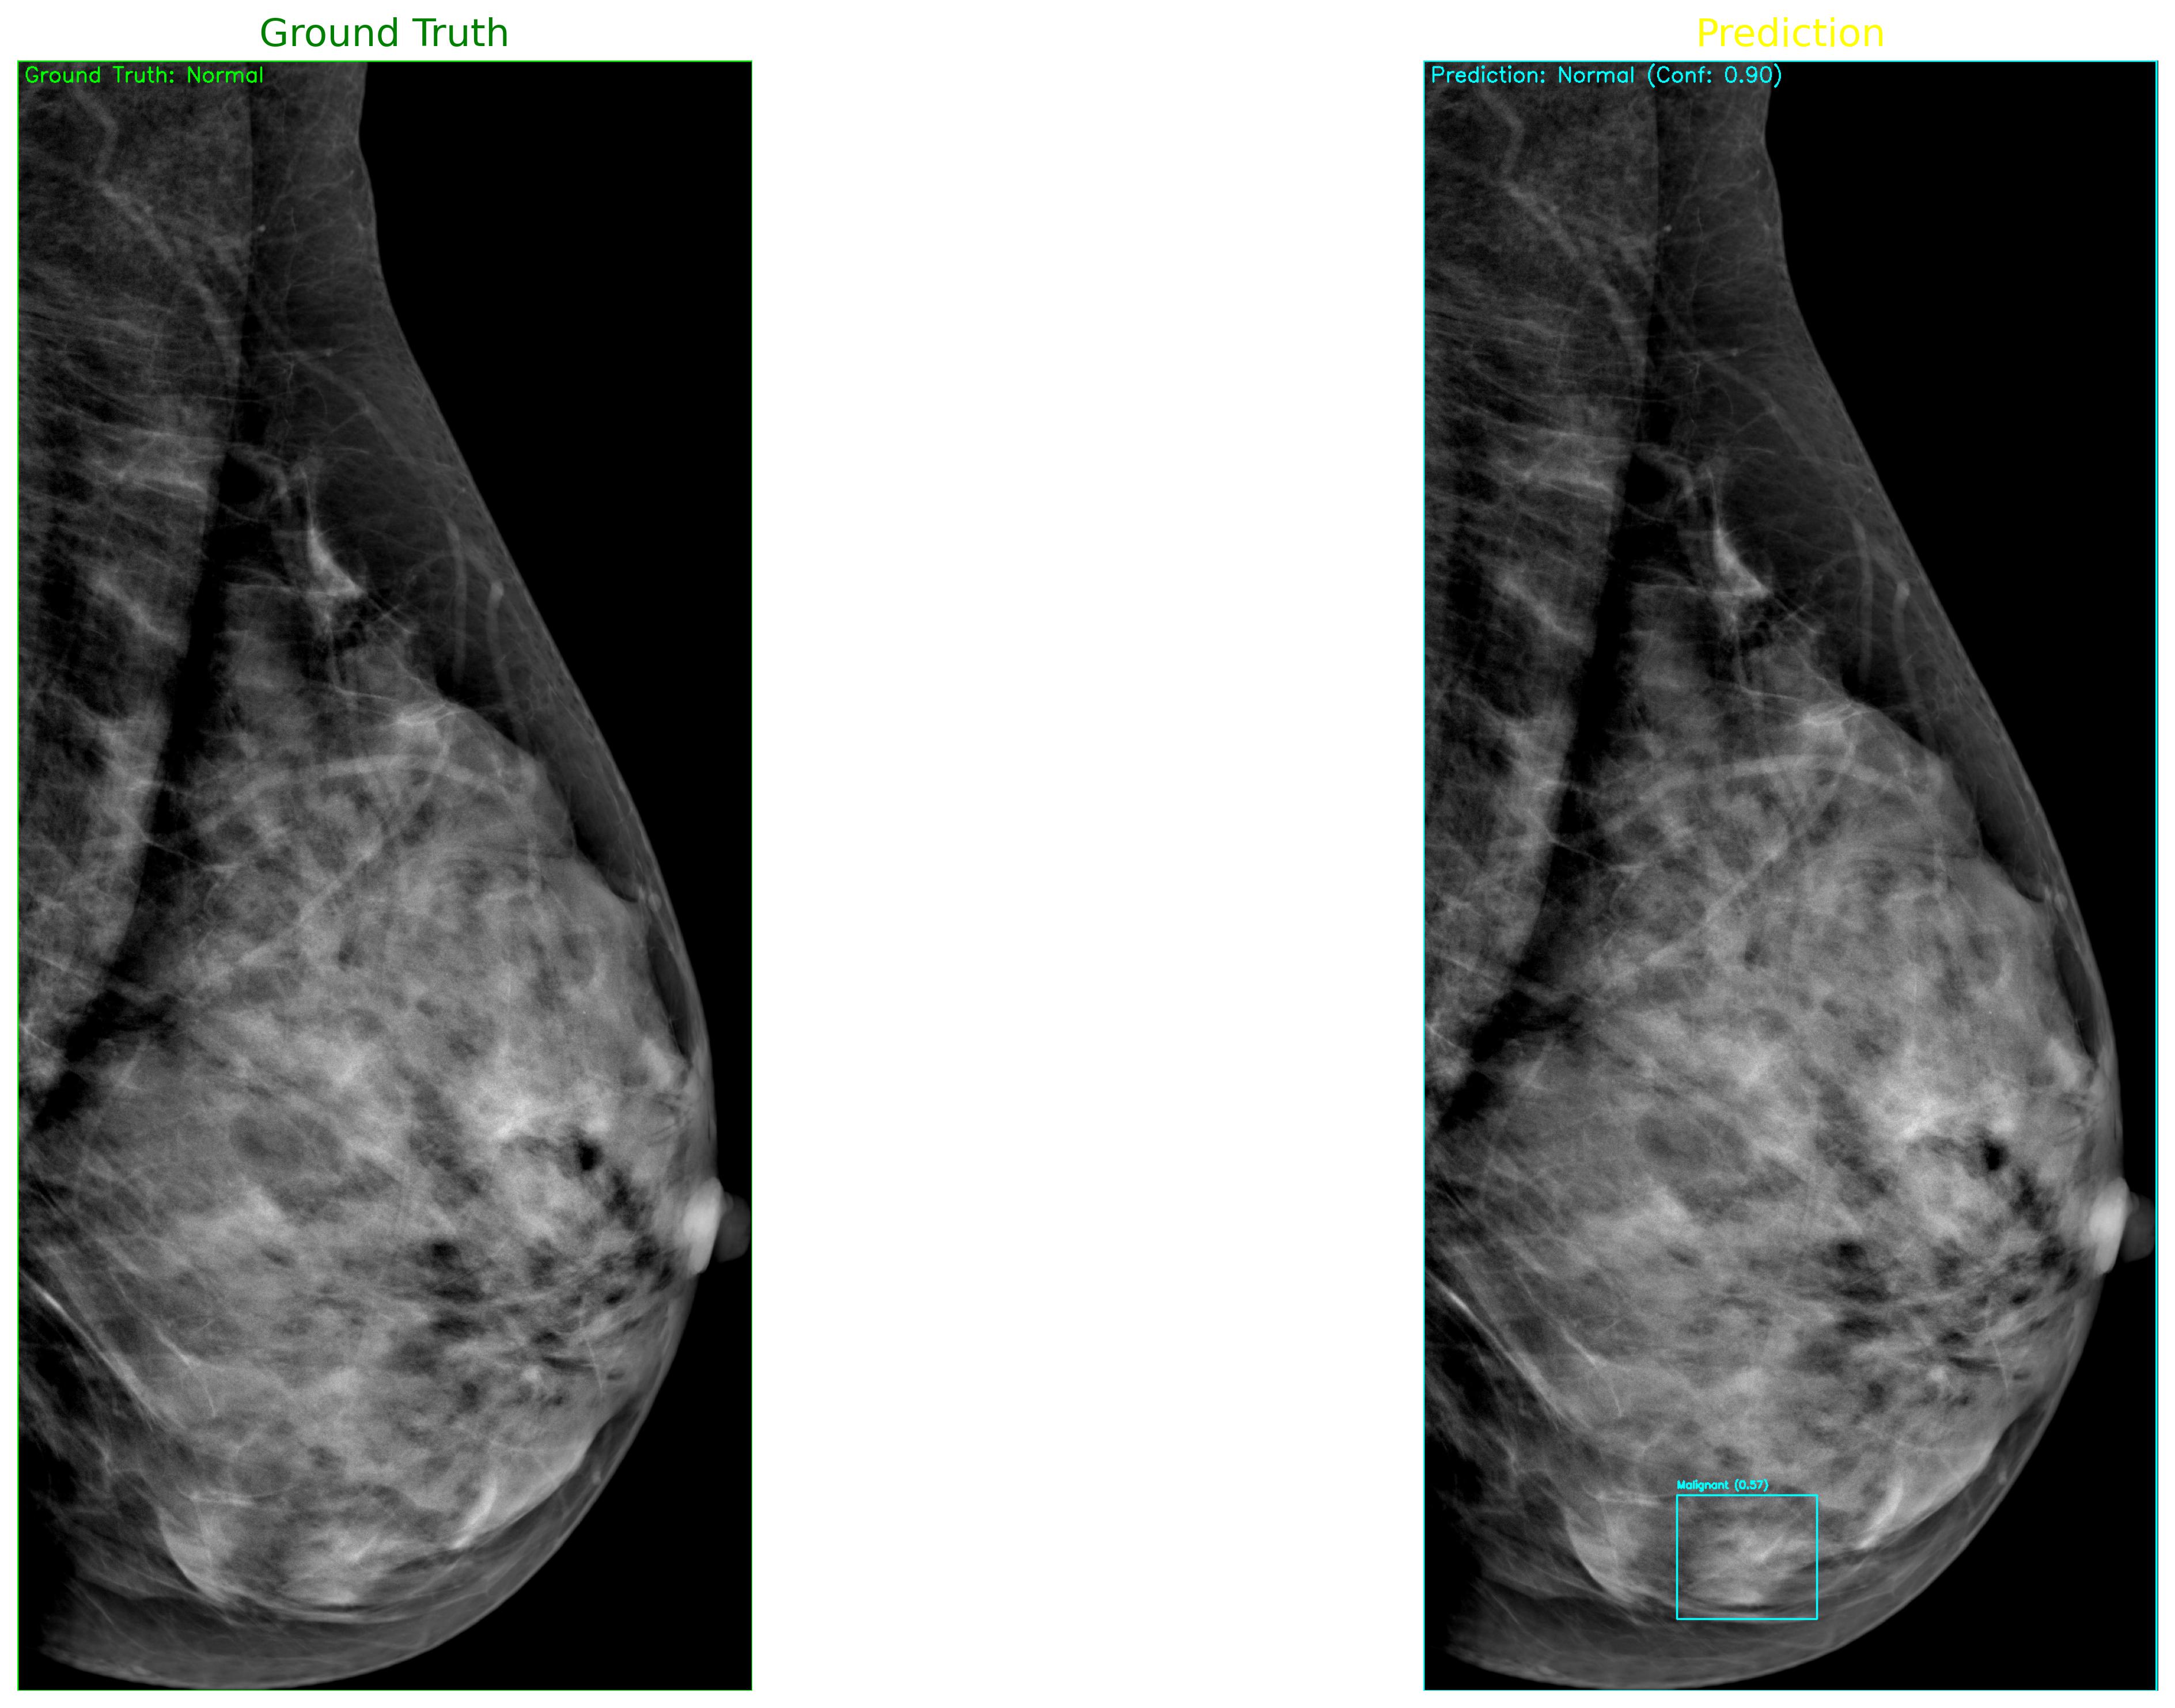 Ground Truth
Prediction
Ground Truth: Normal
Prediction: Normal (Conf: 0.90)
Malignant (0.57)